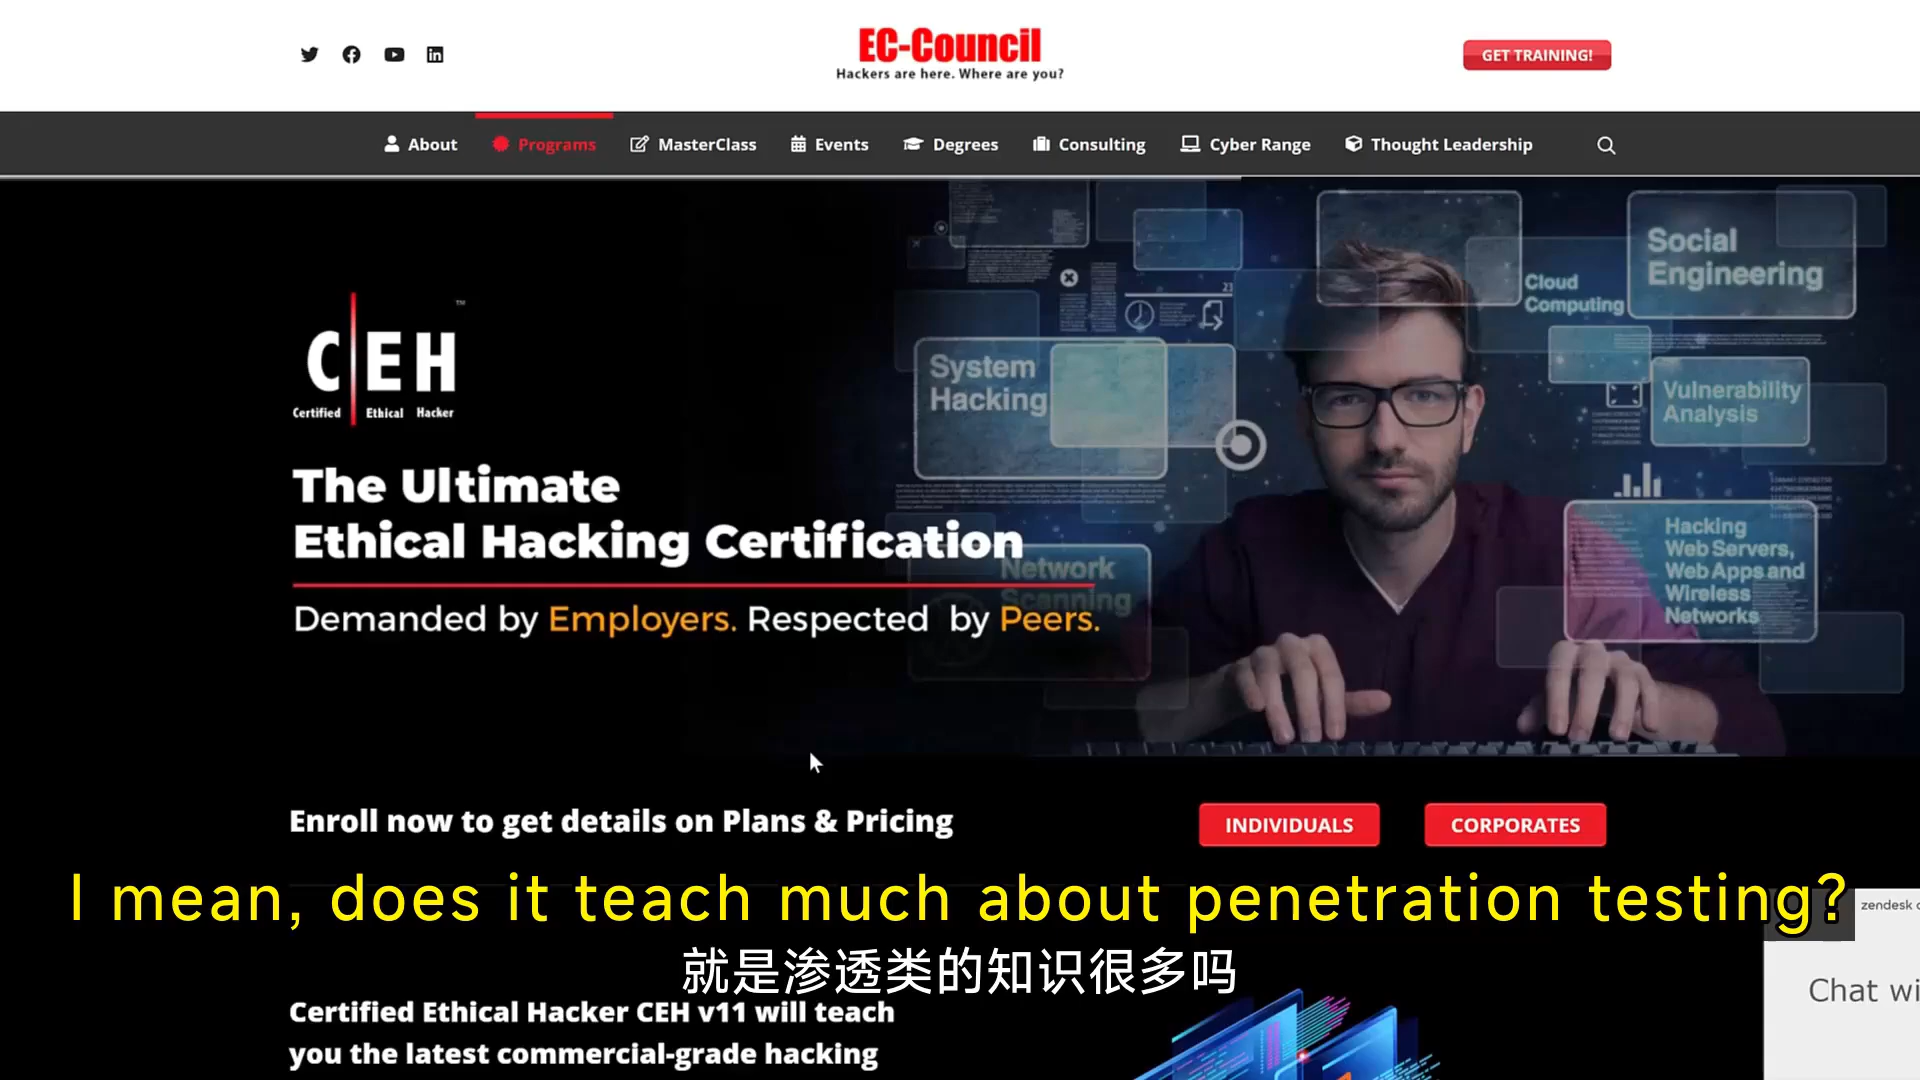 EC-Council
Hackers are here. Where are you?
GET TRAINING!
About
Programs
MasterClass
Events
Degrees
Consulting
Cyber Range
Thought Leadership
C|EH
TM
Certified Ethical Hacker
The Ultimate
Ethical Hacking Certification
Demanded by Employers. Respected by Peers.
System
Hacking
Network
Scanning
23
Cloud
Computing
Social
Engineering
Vulnerability
Analysis
Hacking
Web Servers,
Web Apps and
Wireless
Networks
Enroll now to get details on Plans & Pricing
INDIVIDUALS
CORPORATES
I mean, does it teach much about penetration testing?
就是渗透类的知识很多吗
zendesk
Chat
Certified Ethical Hacker CEH v11 will teach
you the latest commercial-grade hacking